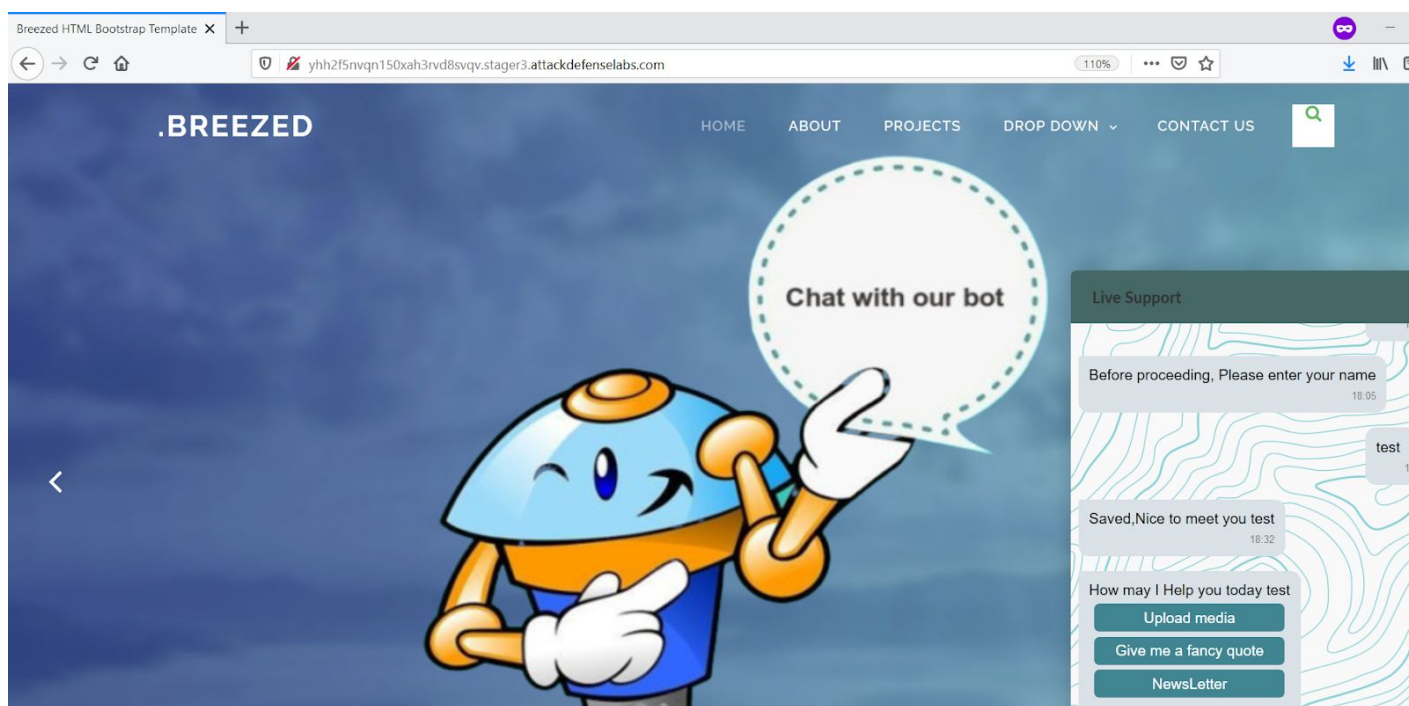 Breezed HTML Bootstrap Template
yhh2f5nvqn150xah3rvd8svqv.stager3.attackdefenselabs.com
110%
.BREEZED
HOME ABOUT PROJECTS DROP DOWN CONTACT US
Chat with our bot
Live Support
Before proceeding, Please enter your name
18:05
test
Saved,Nice to meet you test
18:32
How may I Help you today test
Upload media
Give me a fancy quote
NewsLetter